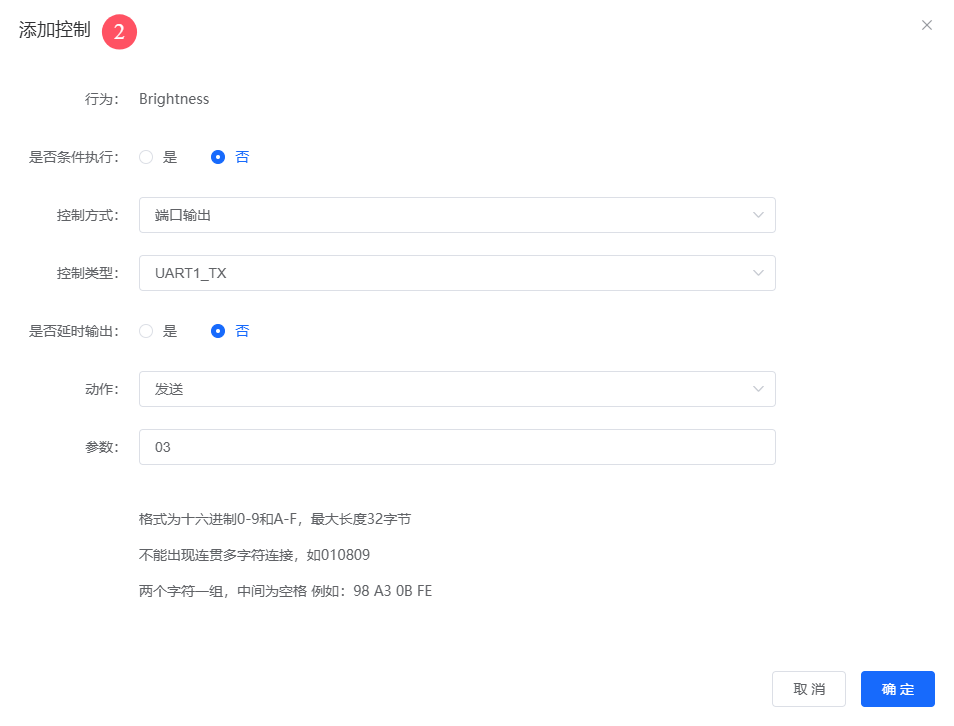 添加控制 2
行为： Brightness
是否条件执行： 是 否
控制方式： 端口输出
控制类型： UART1_TX
是否延时输出： 是 否
动作： 发送
参数： 03
格式为十六进制0-9和A-F，最大长度32字节
不能出现连贯多字符连接，如010809
两个字符一组，中间为空格 例如：98 A3 0B FE
取消 确定